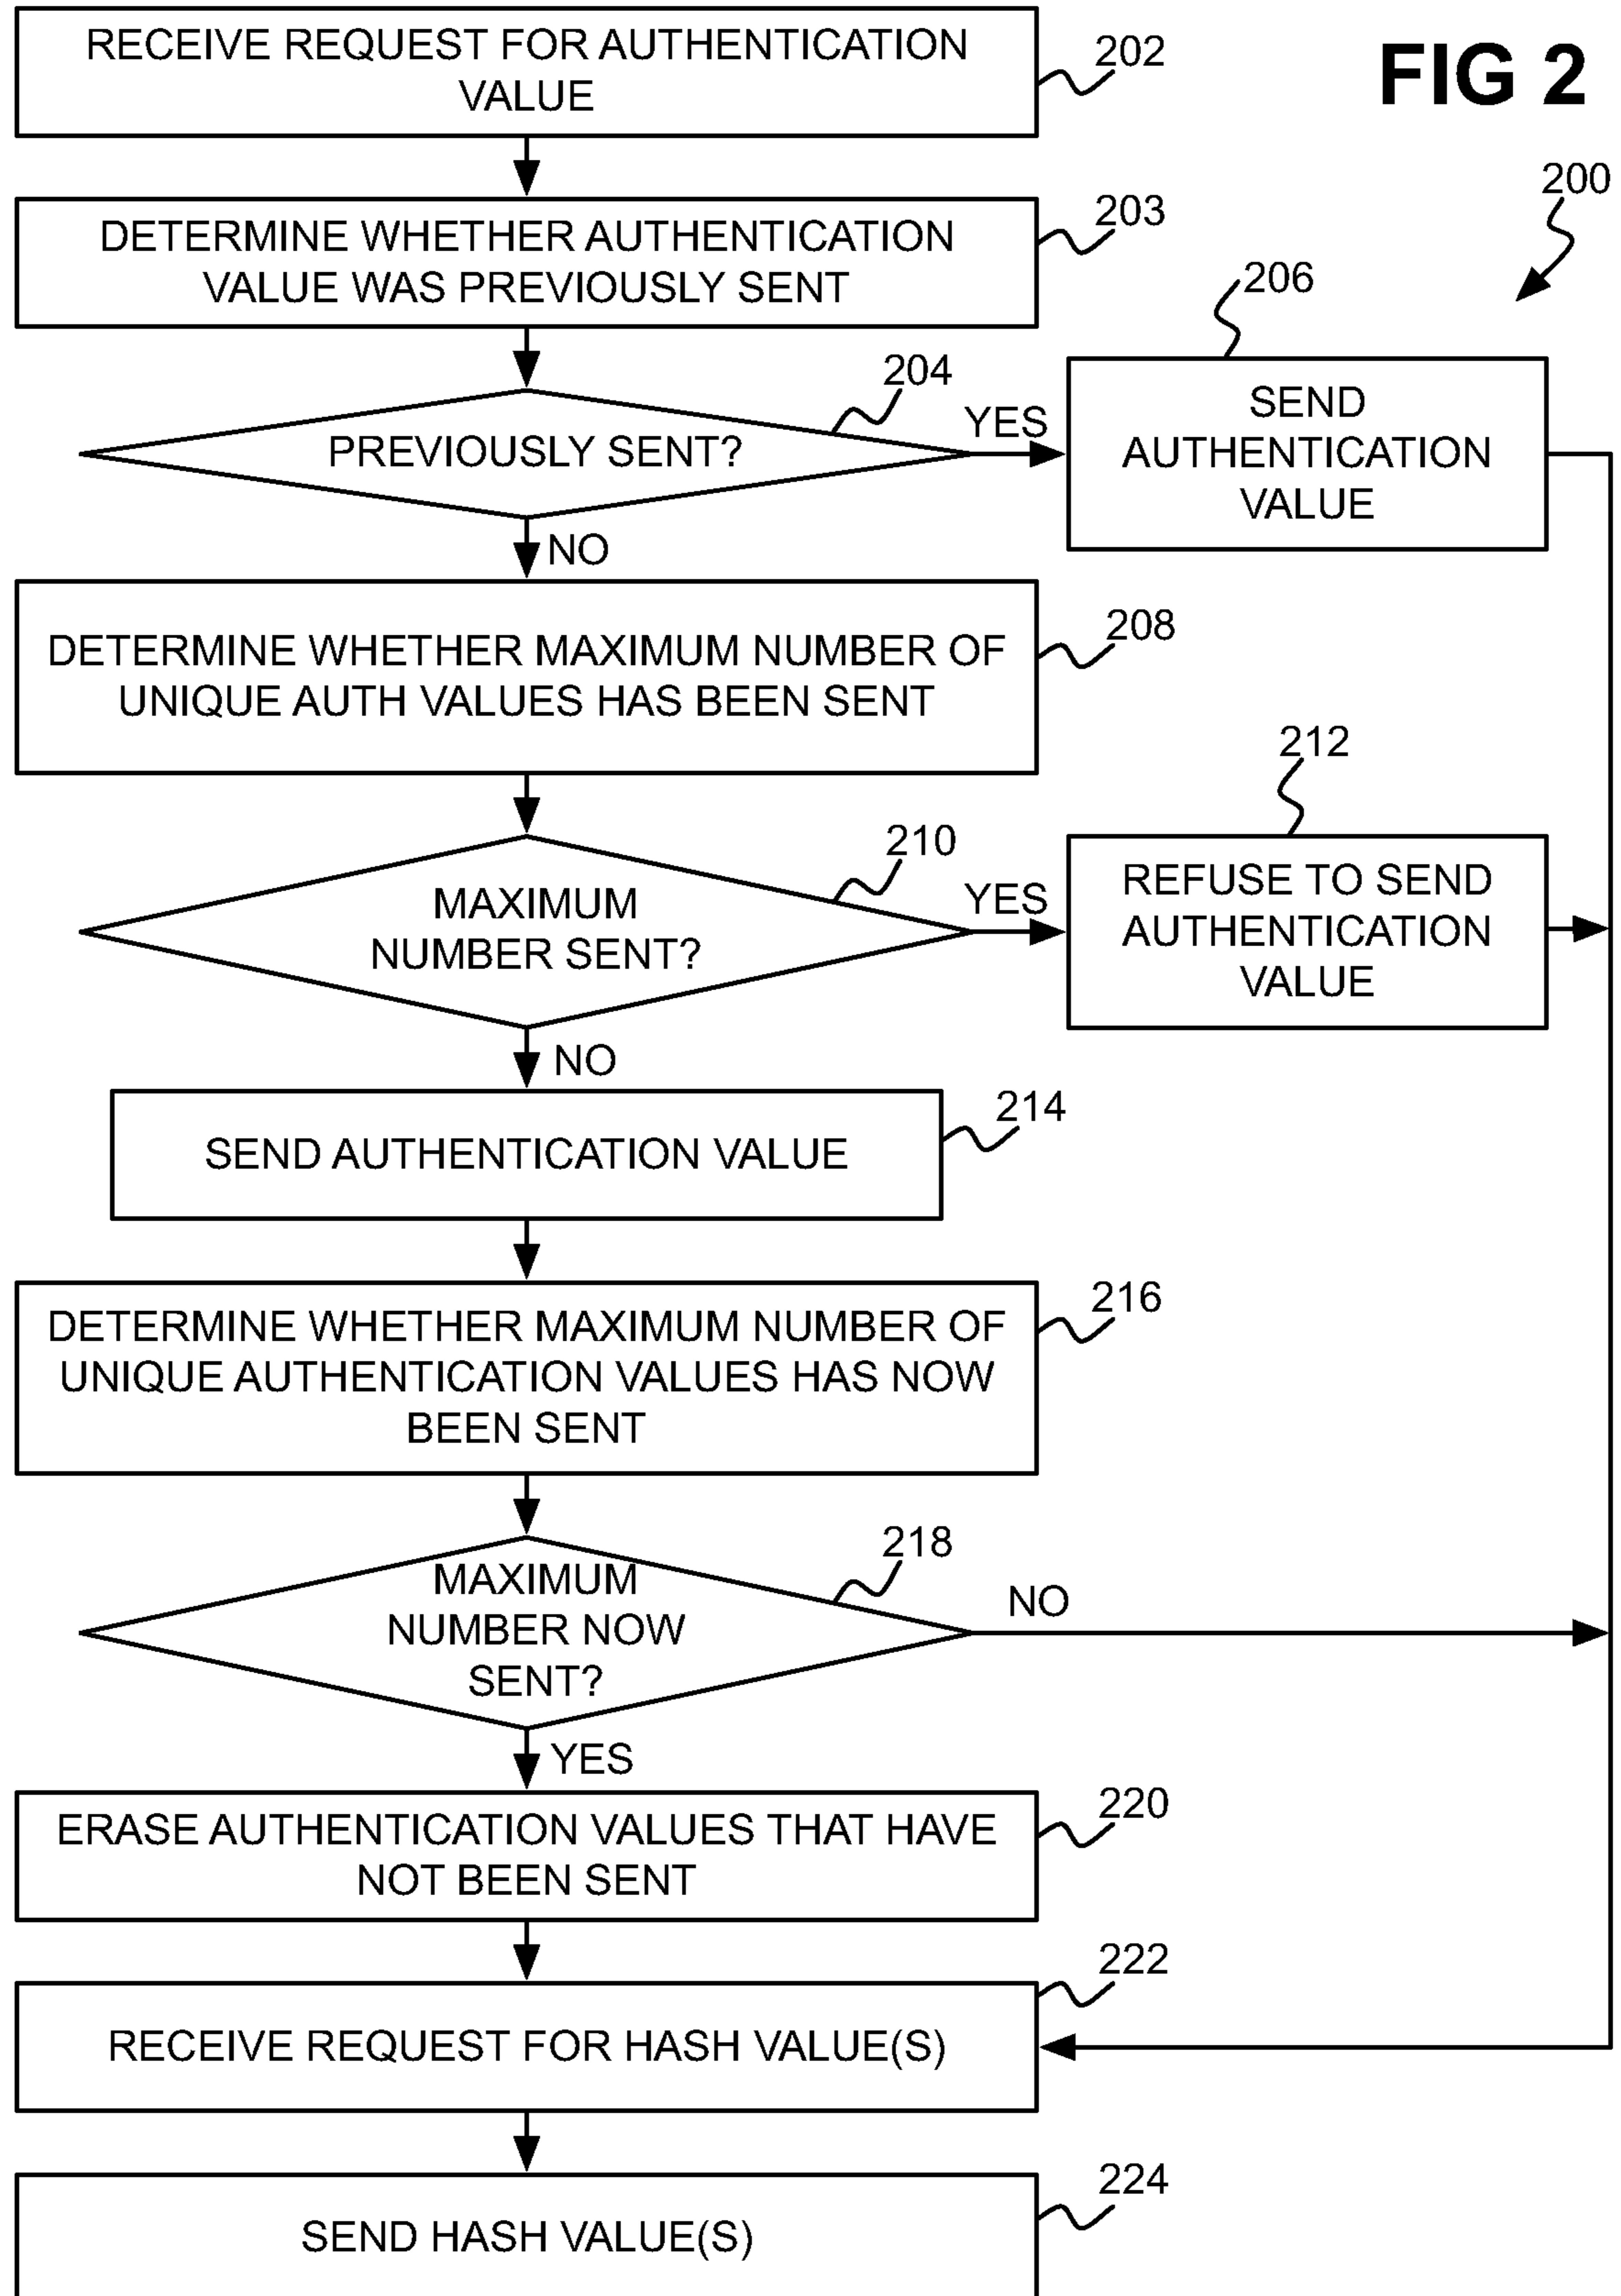 FIG 2
200
RECEIVE REQUEST FOR AUTHENTICATION
VALUE
202
DETERMINE WHETHER AUTHENTICATION
VALUE WAS PREVIOUSLY SENT
203
PREVIOUSLY SENT?
204
YES
206
SEND
AUTHENTICATION
VALUE
NO
DETERMINE WHETHER MAXIMUM NUMBER OF
UNIQUE AUTH VALUES HAS BEEN SENT
208
MAXIMUM
NUMBER SENT?
210
YES
212
REFUSE TO SEND
AUTHENTICATION
VALUE
NO
SEND AUTHENTICATION VALUE
214
DETERMINE WHETHER MAXIMUM NUMBER OF
UNIQUE AUTHENTICATION VALUES HAS NOW
BEEN SENT
216
MAXIMUM
NUMBER NOW
SENT?
218
NO
YES
ERASE AUTHENTICATION VALUES THAT HAVE
NOT BEEN SENT
220
RECEIVE REQUEST FOR HASH VALUE(S)
222
SEND HASH VALUE(S)
224